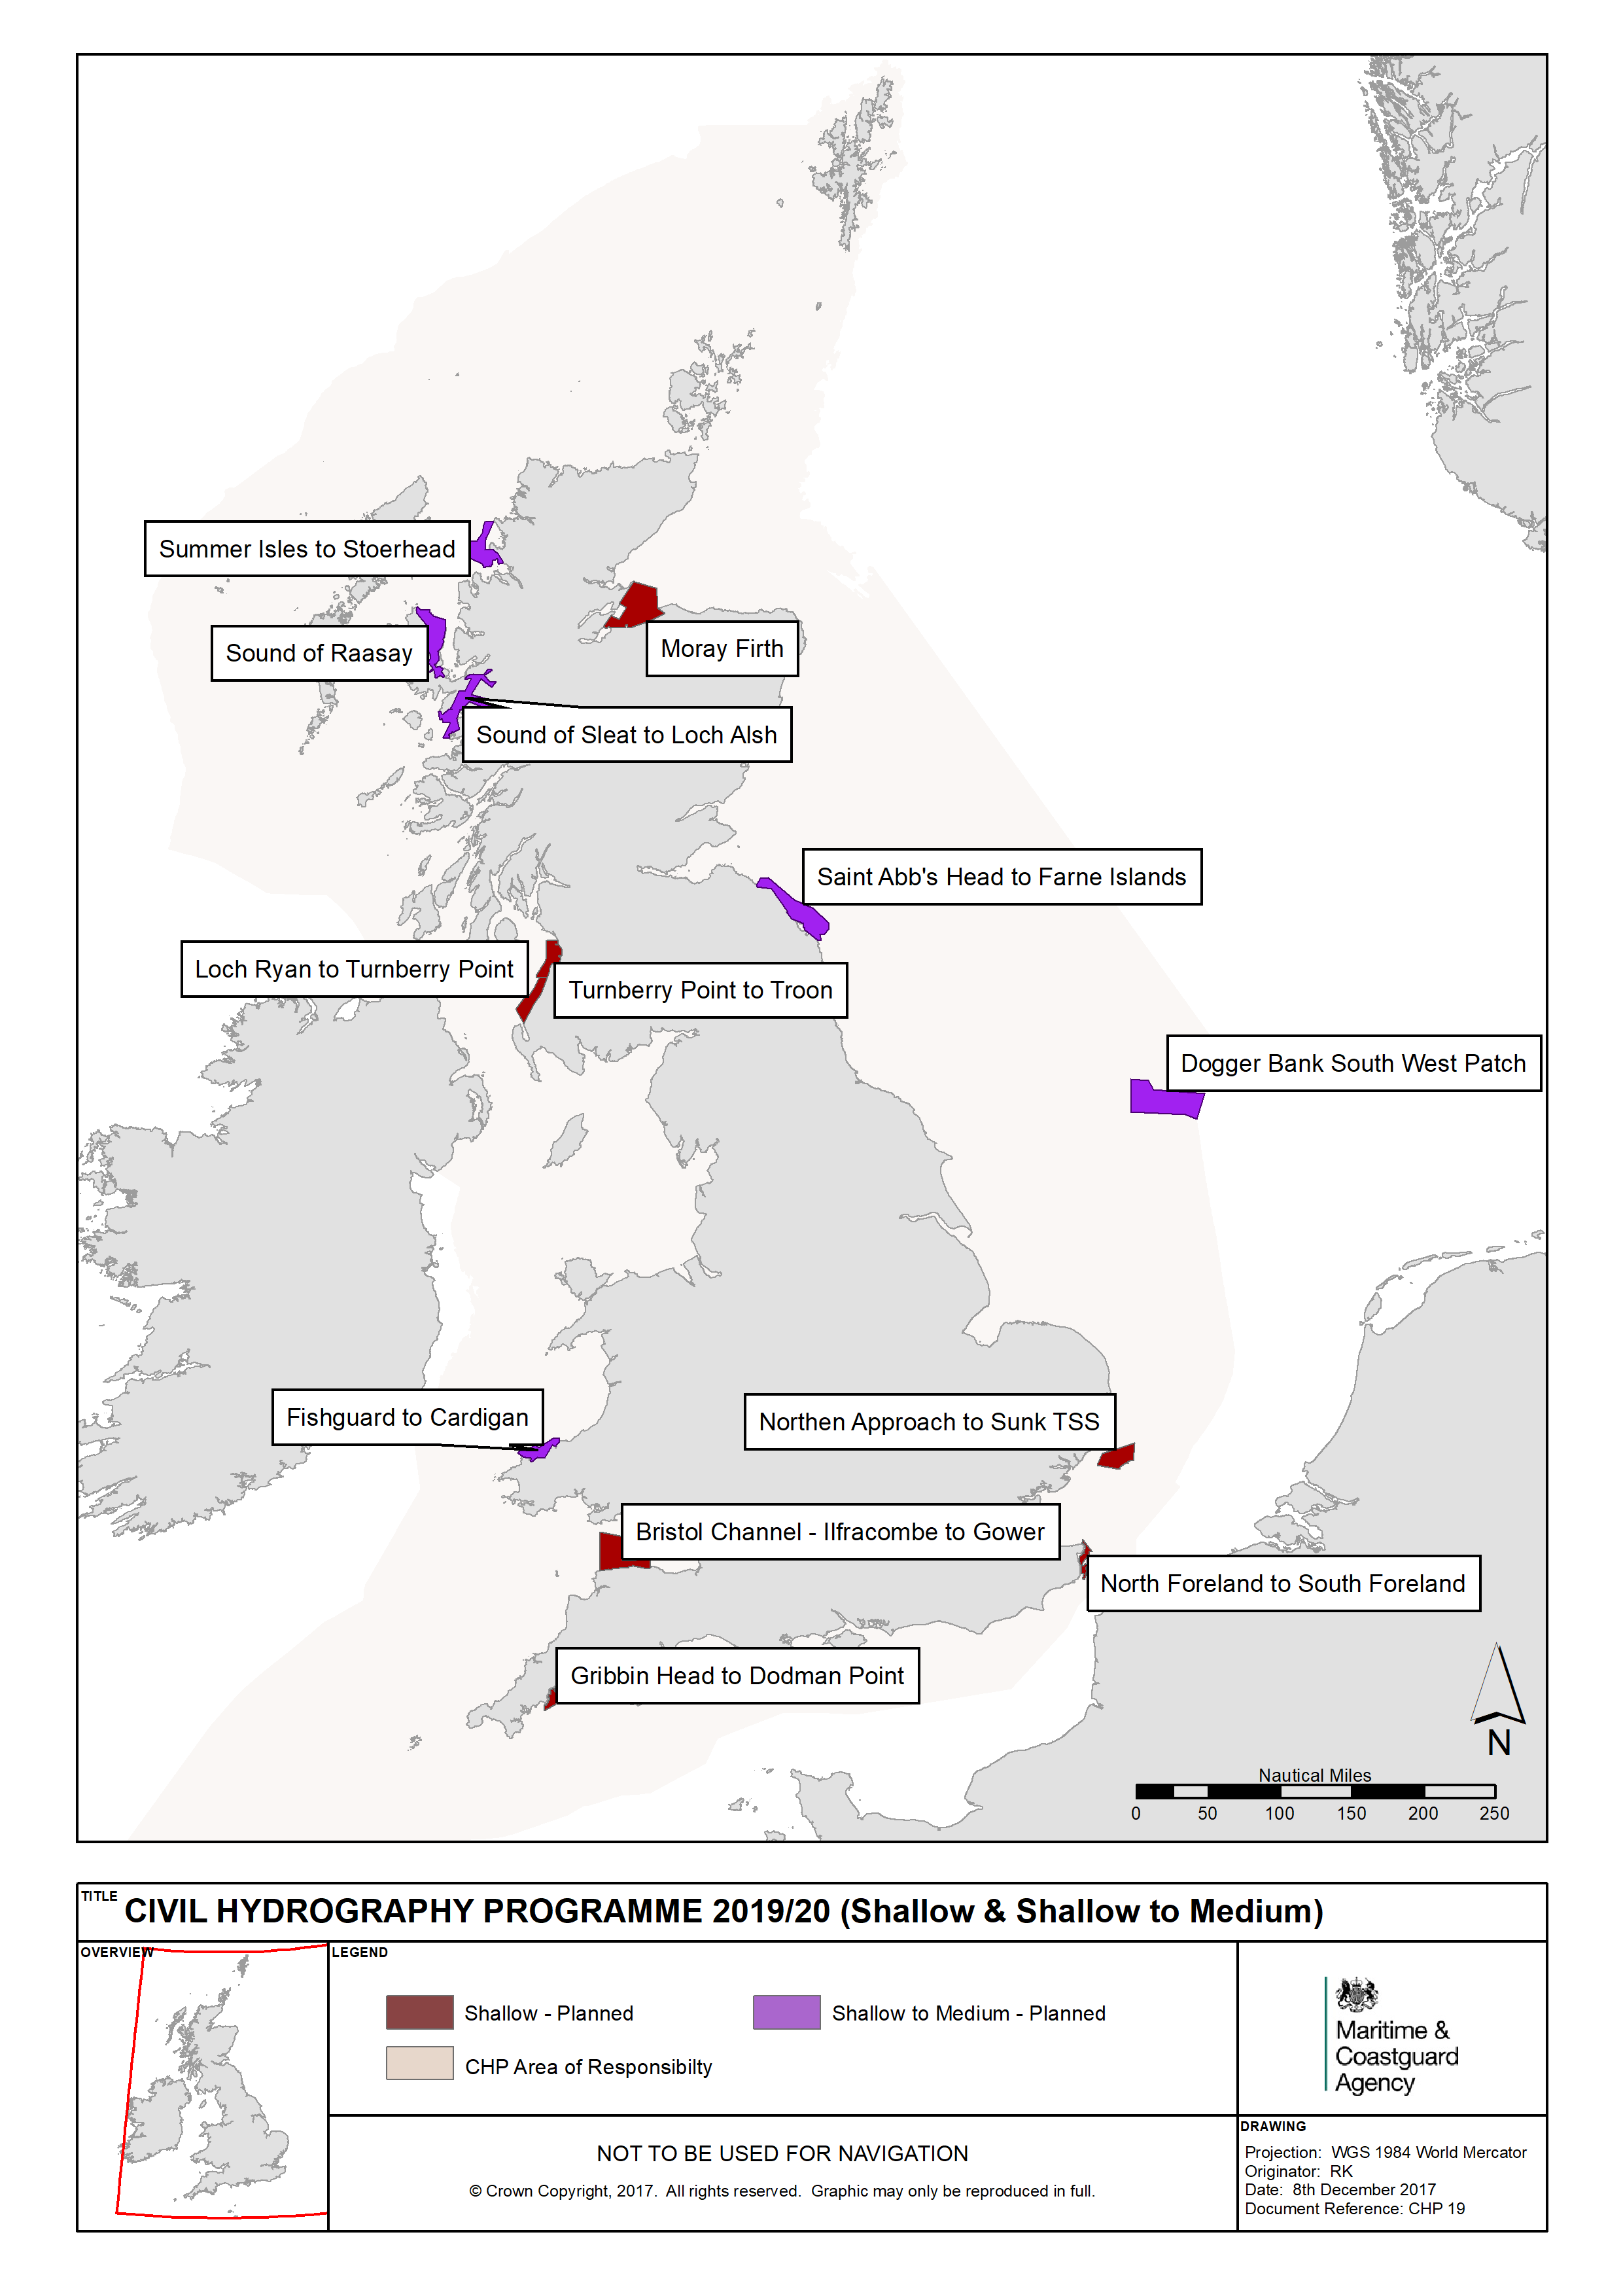 Summer Isles to Stoerhead
Sound of Raasay
Moray Firth
Sound of Sleat to Loch Alsh
Saint Abb's Head to Farne Islands
Loch Ryan to Turnberry Point
Turnberry Point to Troon
Dogger Bank South West Patch
Fishguard to Cardigan
Northen Approach to Sunk TSS
Bristol Channel - Ilfracombe to Gower
North Foreland to South Foreland
Gribbin Head to Dodman Point
N
Nautical Miles
0 50 100 150 200 250
TITLE CIVIL HYDROGRAPHY PROGRAMME 2019/20 (Shallow & Shallow to Medium)
OVERVIEW
LEGEND
Shallow - Planned
Shallow to Medium - Planned
CHP Area of Responsibilty
Maritime &
Coastguard
Agency
NOT TO BE USED FOR NAVIGATION
© Crown Copyright, 2017. All rights reserved. Graphic may only be reproduced in full.
DRAWING
Projection: WGS 1984 World Mercator
Originator: RK
Date: 8th December 2017
Document Reference: CHP 19